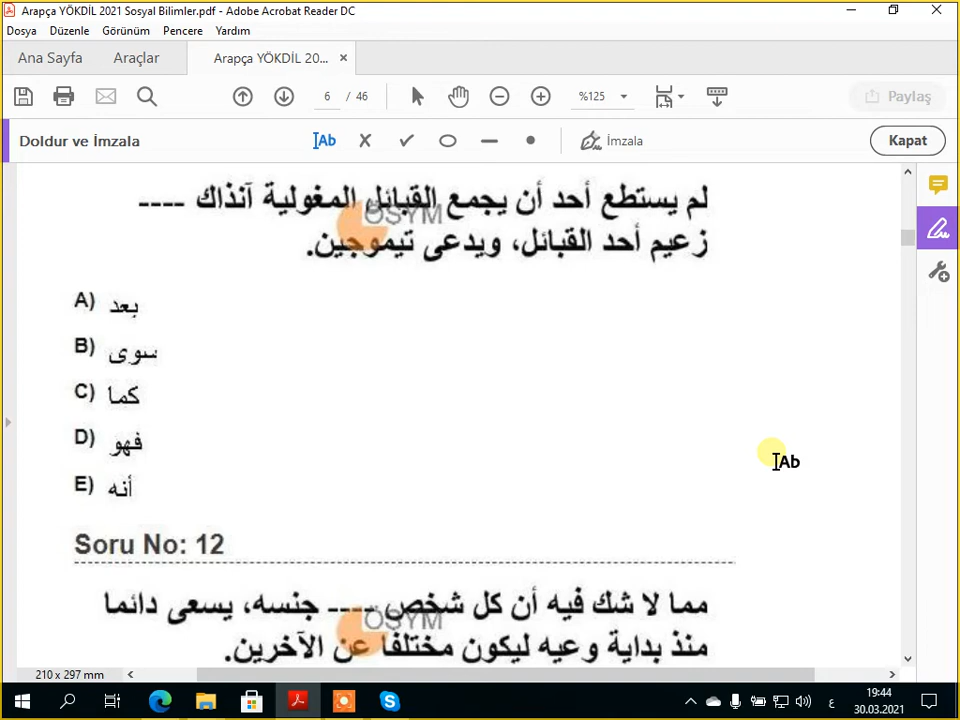 Arapça YÖKDİL 2021 Sosyal Bilimler.pdf - Adobe Acrobat Reader DC
Dosya Düzenle Görünüm Pencere Yardım
Ana Sayfa Araçlar Arapça YÖKDİL 20... ×
6 / 46 %125 Paylaş
Doldur ve İmzala Ab İmzala Kapat
لم يستطع أحد أن يجمع القبائل المغولية آنذاك ----
زعيم أحد القبائل، ويدعى تيموجين.
ÖSYM
A) بعد
B) سوى
C) كما
D) فهو
E) أنه
Ab
Soru No: 12
مما لا شك فيه أن كل شخص ---- جنسه، يسعى دائما
منذ بداية وعيه ليكون مختلفا عن الآخرين.
ÖSYM
210 x 297 mm
ع 19:44
30.03.2021